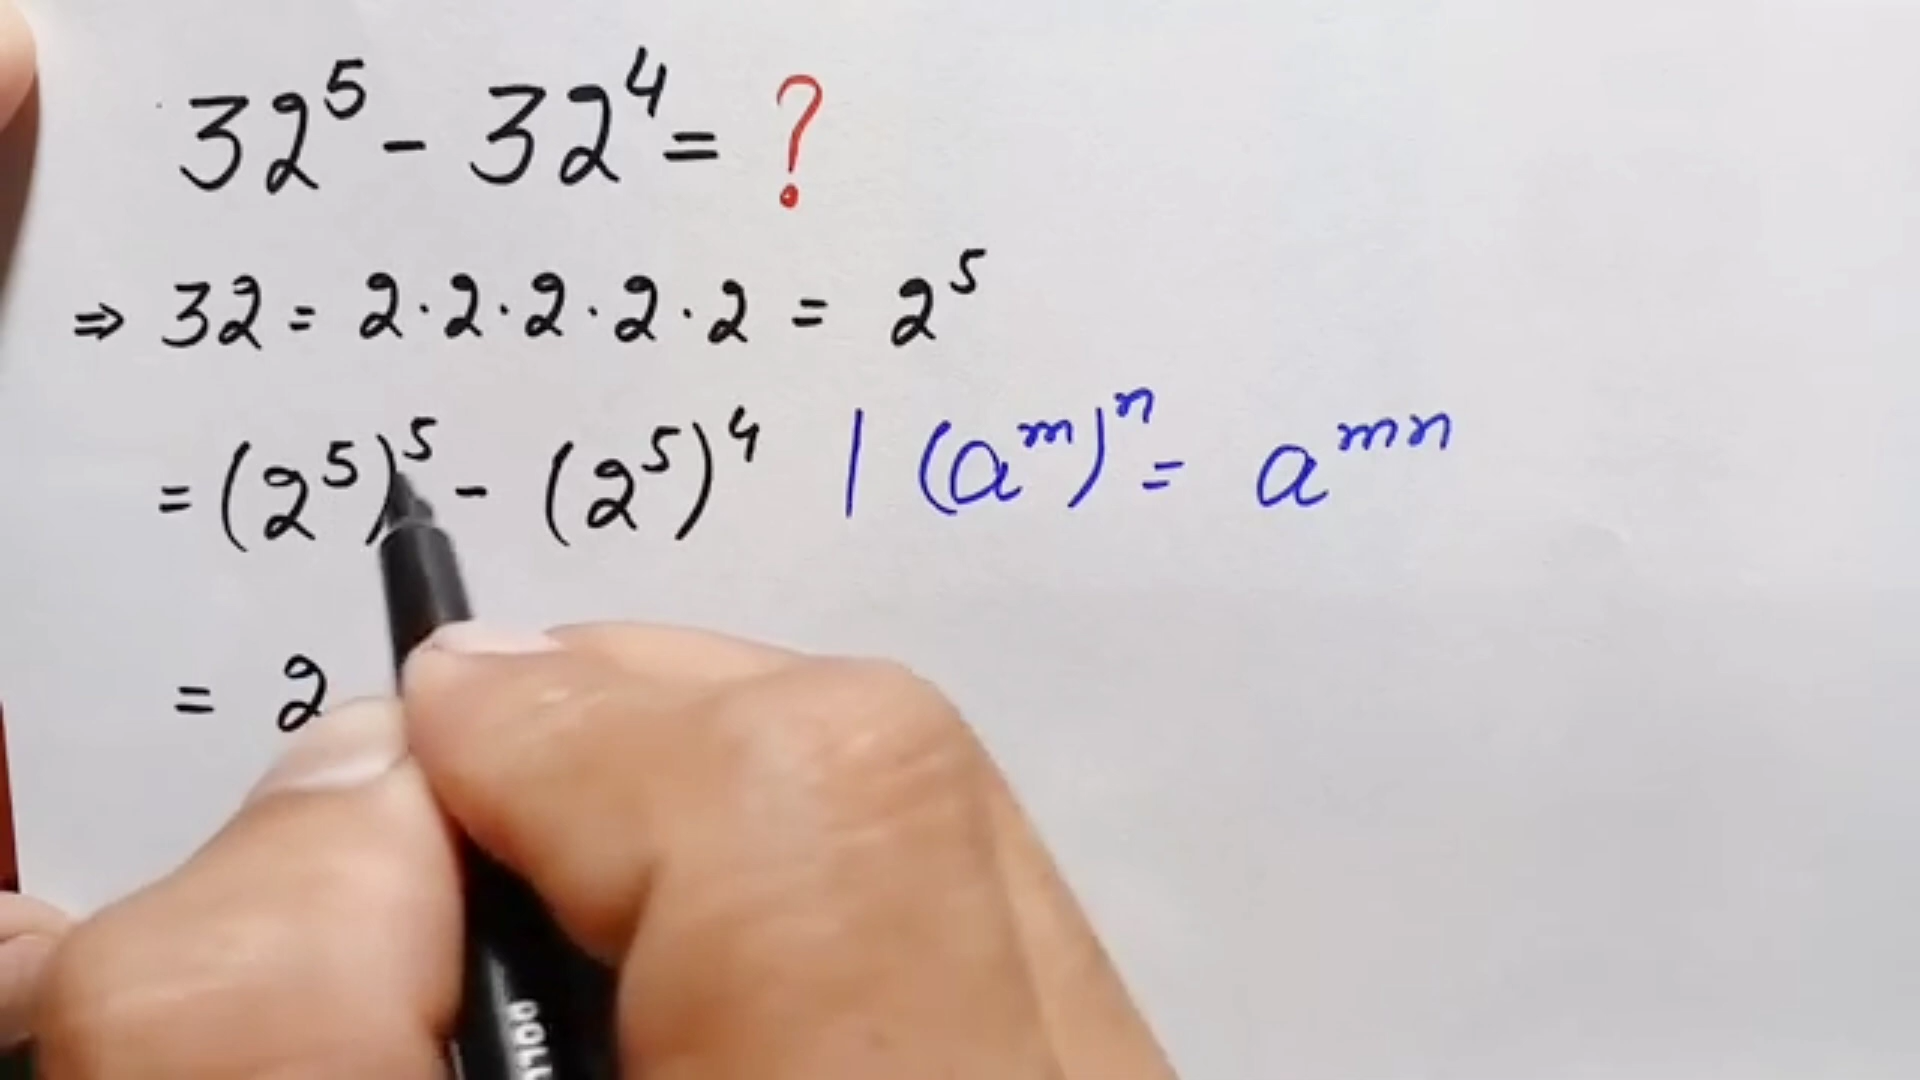 32⁵ - 32⁴ = ?
⇒ 32 = 2·2·2·2·2 = 2⁵
= (2⁵)⁵ - (2⁵)⁴ | (aᵐ)ⁿ = aᵐⁿ
= 2